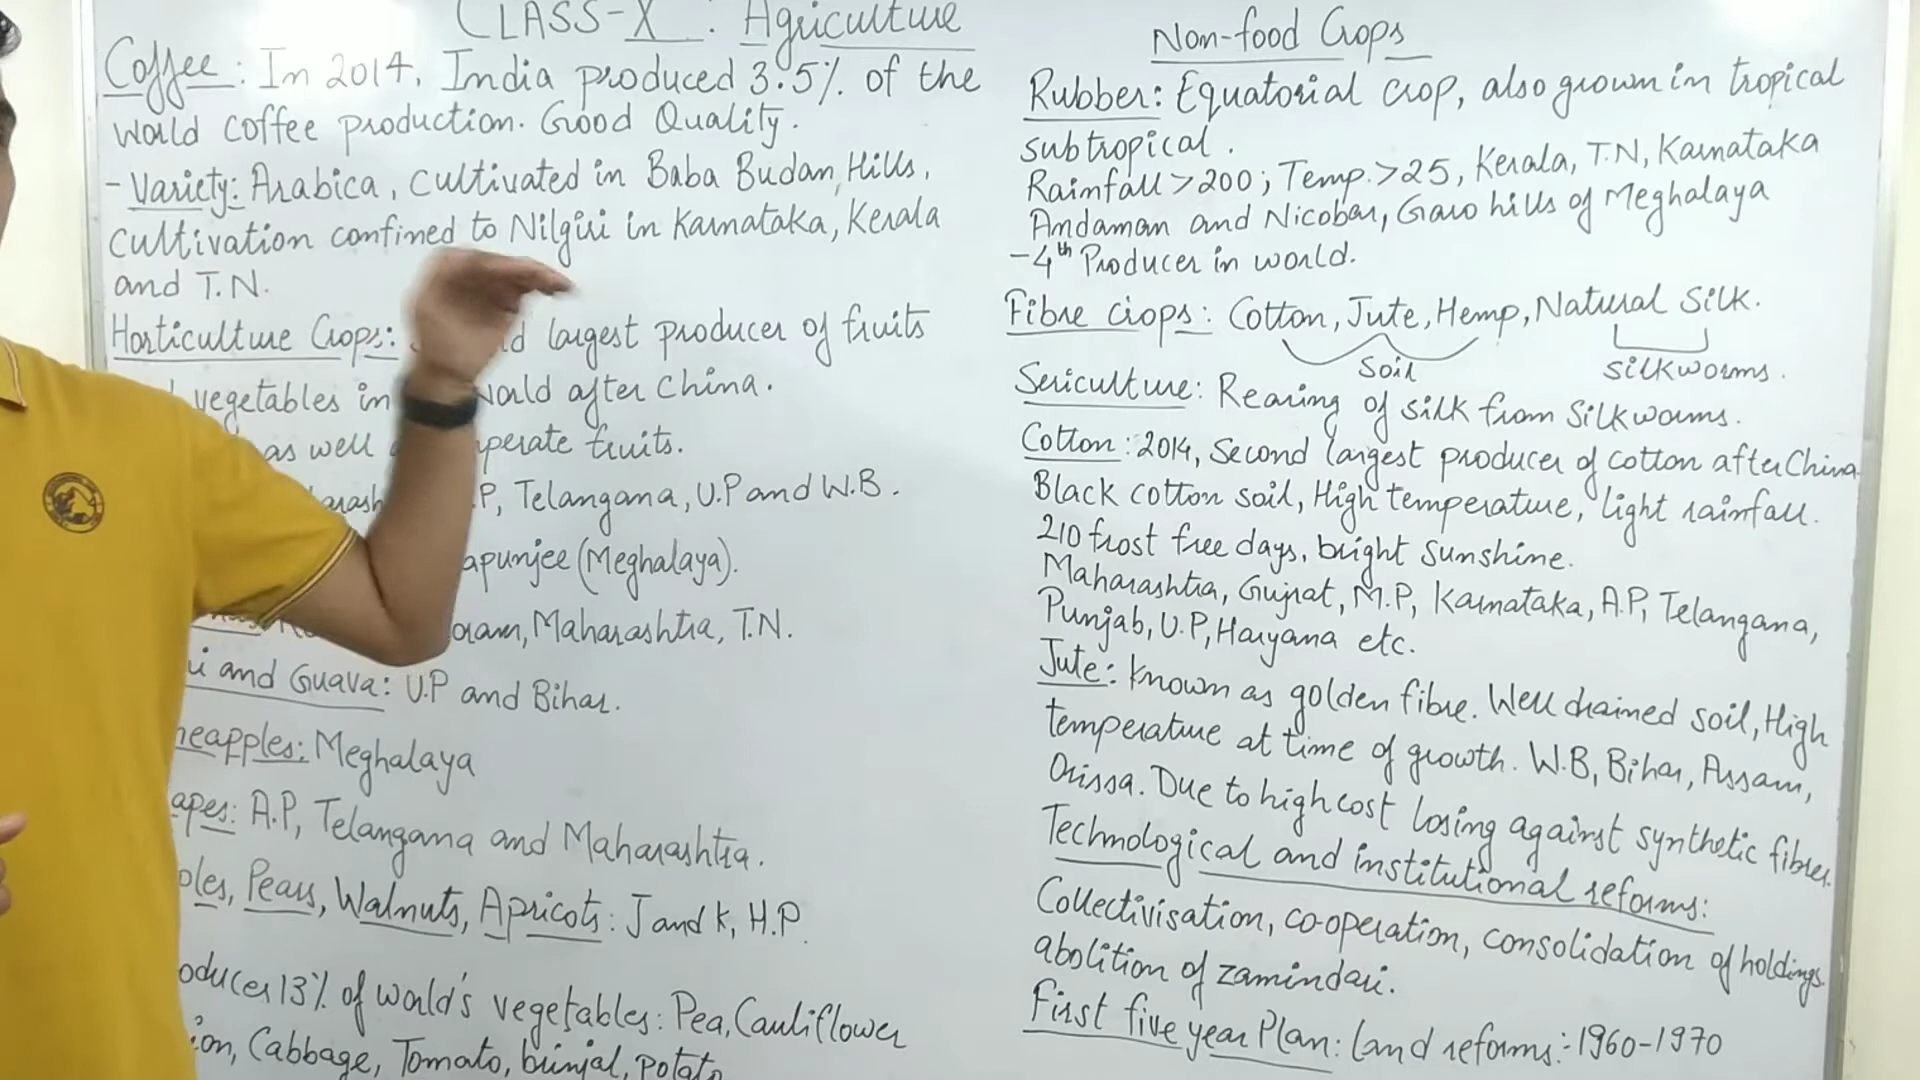 CLASS-X : Agriculture
Coffee: In 2014, India produced 3.5% of the
world coffee production. Good Quality.
- Variety: Arabica, cultivated in Baba Budan Hills,
cultivation confined to Nilgiri in Karnataka, Kerala
and T.N.
Horticulture Crops: largest producer of fruits
vegetables in world after China.
as well temperate fruits.
P, Telangana, U.P and W.B.
apunjee (Meghalaya).
oram, Maharashtra, T.N.
i and Guava: U.P and Bihar.
neapples: Meghalaya
apes: A.P, Telangana and Maharashtra.
ples, Pears, Walnuts, Apricots: J and K, H.P.
oduces 13% of world's vegetables: Pea, Cauliflower
ion, Cabbage, Tomato, brinjal, potato
Non-food Crops
Rubber: Equatorial crop, also grown in tropical
subtropical.
Rainfall > 200; Temp. > 25, Kerala, T.N, Karnataka
Andaman and Nicobar, Garo hills of Meghalaya
- 4th Producer in world.
Fibre crops: Cotton, Jute, Hemp, Natural Silk.
Soil silkworms.
Sericulture: Rearing of silk from silkworms.
Cotton: 2014, Second largest producer of cotton after China
Black cotton soil, High temperature, light rainfall.
210 frost free days, bright sunshine.
Maharashtra, Gujrat, M.P, Karnataka, A.P, Telangana,
Punjab, U.P, Haryana etc.
Jute: Known as golden fibre. Well drained soil, High
temperature at time of growth. W.B, Bihar, Assam,
Orissa. Due to high cost losing against synthetic fibres.
Technological and institutional reforms:
Collectivisation, co-operation, consolidation of holdings
abolition of zamindari.
First five year Plan: land reforms:- 1960-1970